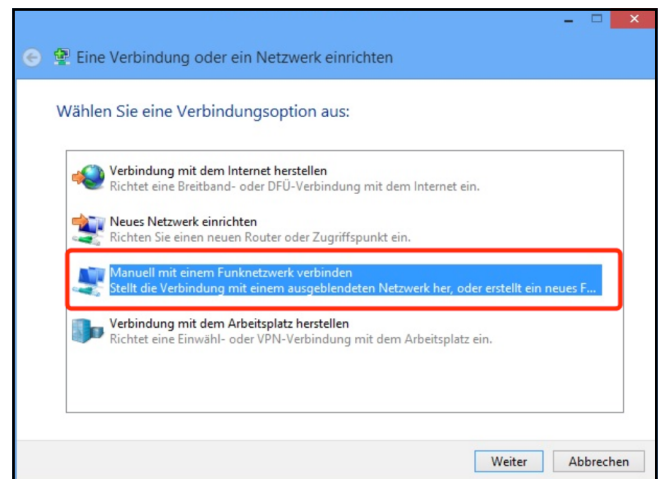 Eine Verbindung oder ein Netzwerk einrichten
Wählen Sie eine Verbindungsoption aus:
Verbindung mit dem Internet herstellen
Richtet eine Breitband- oder DFÜ-Verbindung mit dem Internet ein.
Neues Netzwerk einrichten
Richten Sie einen neuen Router oder Zugriffspunkt ein.
Manuell mit einem Funknetzwerk verbinden
Stellt die Verbindung mit einem ausgeblendeten Netzwerk her, oder erstellt ein neues F...
Verbindung mit dem Arbeitsplatz herstellen
Richtet eine Einwähl- oder VPN-Verbindung mit dem Arbeitsplatz ein.
Weiter Abbrechen